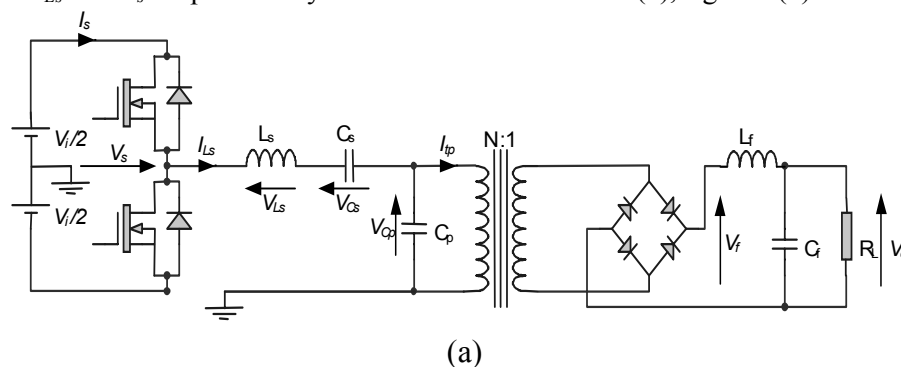 I_s
L_s
C_s
I_Ls
I_tp
N:1
L_f
V_i/2
V_s
V_Ls
V_Cs
V_Cp
C_p
V_f
C_f
R_L
V_i/2
(a)